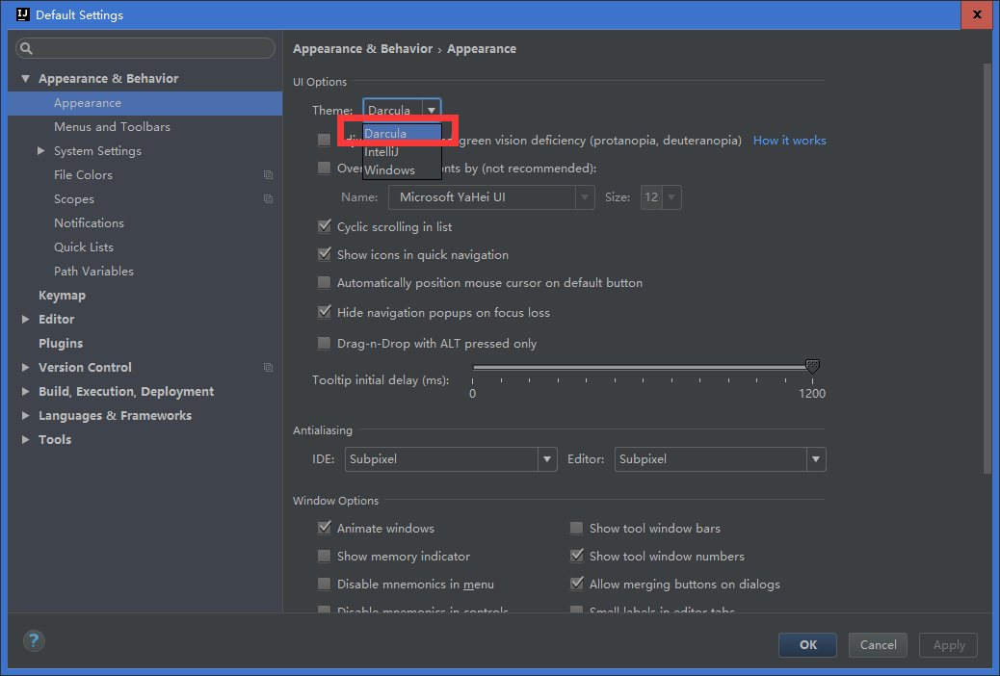 IJ Default Settings
Appearance & Behavior
Appearance
Menus and Toolbars
System Settings
File Colors
Scopes
Notifications
Quick Lists
Path Variables
Keymap
Editor
Plugins
Version Control
Build, Execution, Deployment
Languages & Frameworks
Tools
Appearance & Behavior › Appearance
UI Options
Theme: Darcula
Darcula
IntelliJ
Windows
green vision deficiency (protanopia, deuteranopia) How it works
by (not recommended):
Name: Microsoft YaHei UI Size: 12
Cyclic scrolling in list
Show icons in quick navigation
Automatically position mouse cursor on default button
Hide navigation popups on focus loss
Drag-n-Drop with ALT pressed only
Tooltip initial delay (ms):
0 1200
Antialiasing
IDE: Subpixel Editor: Subpixel
Window Options
Animate windows Show tool window bars
Show memory indicator Show tool window numbers
Disable mnemonics in menu Allow merging buttons on dialogs
Disable mnemonics in controls Small labels in editor tabs
? OK Cancel Apply